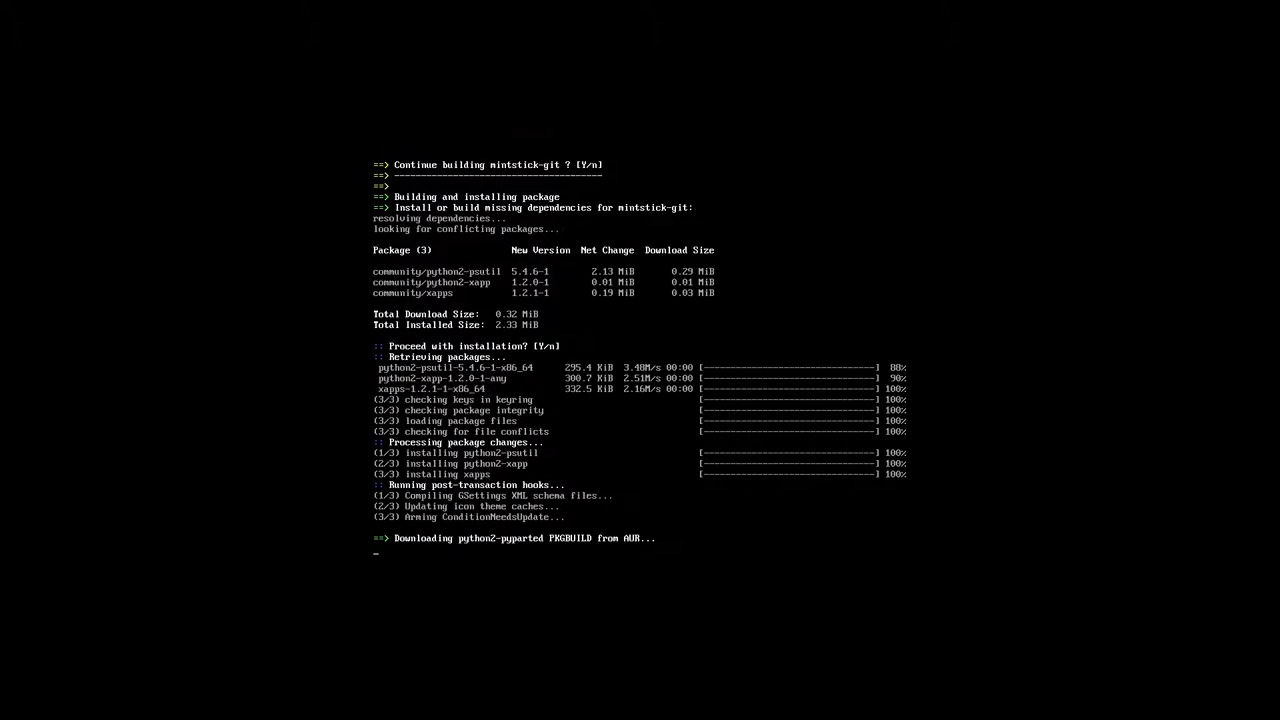 ==> Continue building mintstick-git ? [Y/n]
==> ---------------------------------------
==>
==> Building and installing package
==> Install or build missing dependencies for mintstick-git:
resolving dependencies...
looking for conflicting packages...
Package (3) New Version Net Change Download Size
community/python2-psutil 5.4.6-1 2.13 MiB 0.29 MiB
community/python2-xapp 1.2.0-1 0.01 MiB 0.01 MiB
community/xapps 1.2.1-1 0.19 MiB 0.03 MiB
Total Download Size: 0.32 MiB
Total Installed Size: 2.33 MiB
:: Proceed with installation? [Y/n]
:: Retrieving packages...
python2-psutil-5.4.6-1-x86_64 295.4 KiB 3.48M/s 00:00 [--------------------------------] 88%
python2-xapp-1.2.0-1-any 300.7 KiB 2.51M/s 00:00 [--------------------------------] 90%
xapps-1.2.1-1-x86_64 332.5 KiB 2.16M/s 00:00 [--------------------------------] 100%
(3/3) checking keys in keyring [--------------------------------] 100%
(3/3) checking package integrity [--------------------------------] 100%
(3/3) loading package files [--------------------------------] 100%
(3/3) checking for file conflicts [--------------------------------] 100%
:: Processing package changes...
(1/3) installing python2-psutil [--------------------------------] 100%
(2/3) installing python2-xapp [--------------------------------] 100%
(3/3) installing xapps [--------------------------------] 100%
:: Running post-transaction hooks...
(1/3) Compiling GSettings XML schema files...
(2/3) Updating icon theme caches...
(3/3) Arming ConditionNeedsUpdate...
==> Downloading python2-pyparted PKGBUILD from AUR...
_